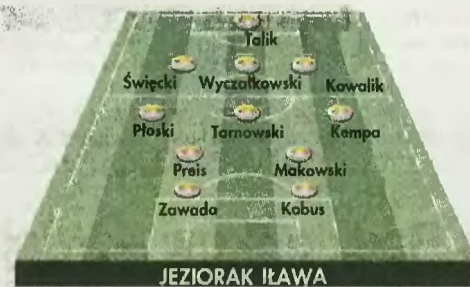 Talik
Święcki Wyczałkowski Kowalik
Płoski Tarnowski Kempa
Preis Makowski
Zawada Kobus
JEZIORAK IŁAWA